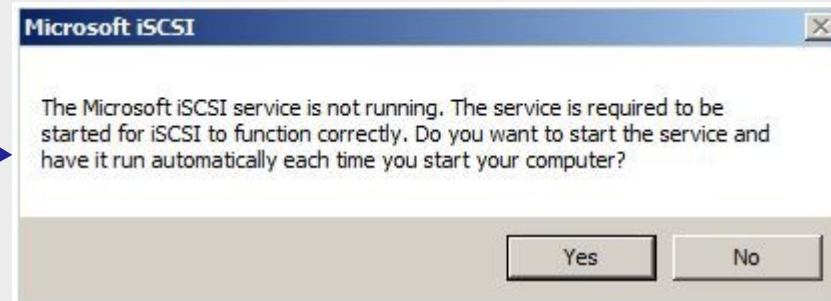 Microsoft iSCSI
The Microsoft iSCSI service is not running. The service is required to be
started for iSCSI to function correctly. Do you want to start the service and
have it run automatically each time you start your computer?
Yes
No